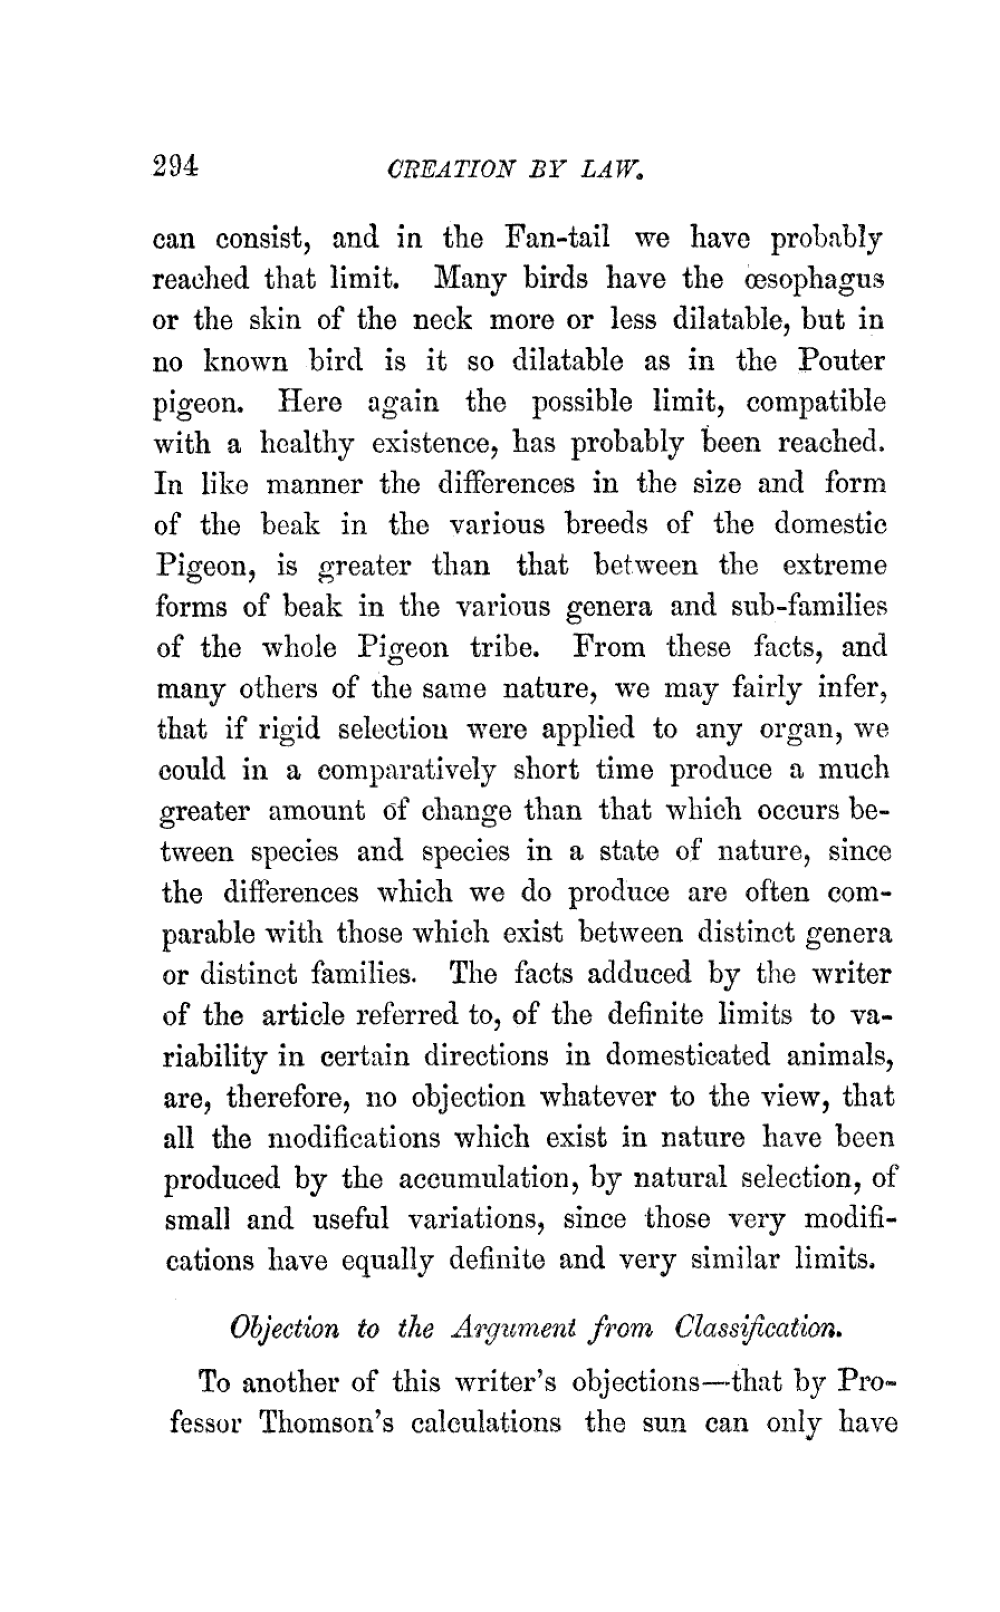 294 CREATION BY LAW.
can consist, and in the Fan-tail we have probably
reached that limit. Many birds have the œsophagus
or the skin of the neck more or less dilatable, but in
no known bird is it so dilatable as in the Pouter
pigeon. Here again the possible limit, compatible
with a healthy existence, has probably been reached.
In like manner the differences in the size and form
of the beak in the various breeds of the domestic
Pigeon, is greater than that between the extreme
forms of beak in the various genera and sub-families
of the whole Pigeon tribe. From these facts, and
many others of the same nature, we may fairly infer,
that if rigid selection were applied to any organ, we
could in a comparatively short time produce a much
greater amount of change than that which occurs be-
tween species and species in a state of nature, since
the differences which we do produce are often com-
parable with those which exist between distinct genera
or distinct families. The facts adduced by the writer
of the article referred to, of the definite limits to va-
riability in certain directions in domesticated animals,
are, therefore, no objection whatever to the view, that
all the modifications which exist in nature have been
produced by the accumulation, by natural selection, of
small and useful variations, since those very modifi-
cations have equally definite and very similar limits.
Objection to the Argument from Classification.
To another of this writer's objections—that by Pro-
fessor Thomson's calculations the sun can only have